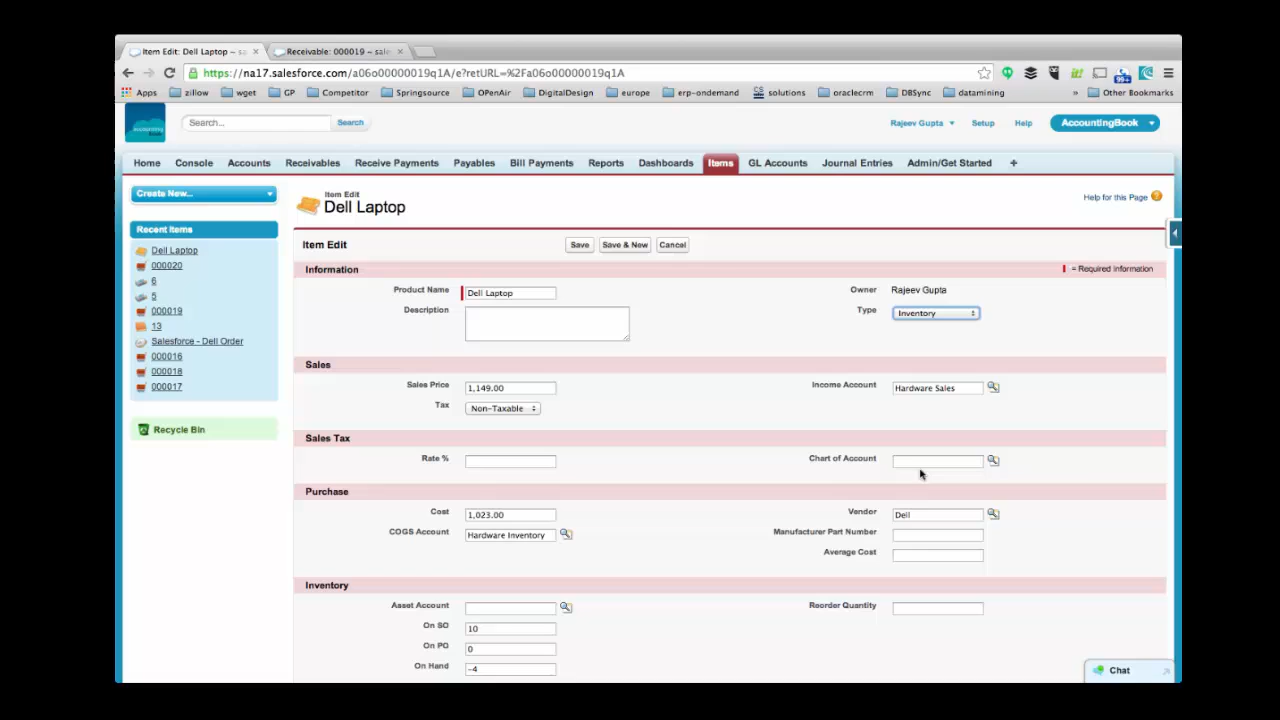 Item Edit: Dell Laptop ~ sa × Receivable: 000019 ~ sale ×
https://na17.salesforce.com/a06o00000019q1A/e?retURL=%2Fa06o00000019q1A
Apps zillow wget GP Competitor Springsource OPenAir DigitalDesign europe erp-ondemand CS solutions oraclecrm DBSync datamining » Other Bookmarks
99+
Search... Search Rajeev Gupta Setup Help AccountingBook
Home Console Accounts Receivables Receive Payments Payables Bill Payments Reports Dashboards Items GL Accounts Journal Entries Admin/Get Started +
Create New...
Item Edit
Dell Laptop
Help for this Page
Recent Items
Dell Laptop
000020
6
5
000019
13
Salesforce - Dell Order
000016
000018
000017
Recycle Bin
Item Edit Save Save & New Cancel
Information = Required Information
Product Name Dell Laptop Owner Rajeev Gupta
Description Type Inventory
Sales
Sales Price 1,149.00 Income Account Hardware Sales
Tax Non-Taxable
Sales Tax
Rate % Chart of Account
Purchase
Cost 1,023.00 Vendor Dell
COGS Account Hardware Inventory Manufacturer Part Number
Average Cost
Inventory
Asset Account Reorder Quantity
On SO 10
On PO 0
On Hand -4
Chat